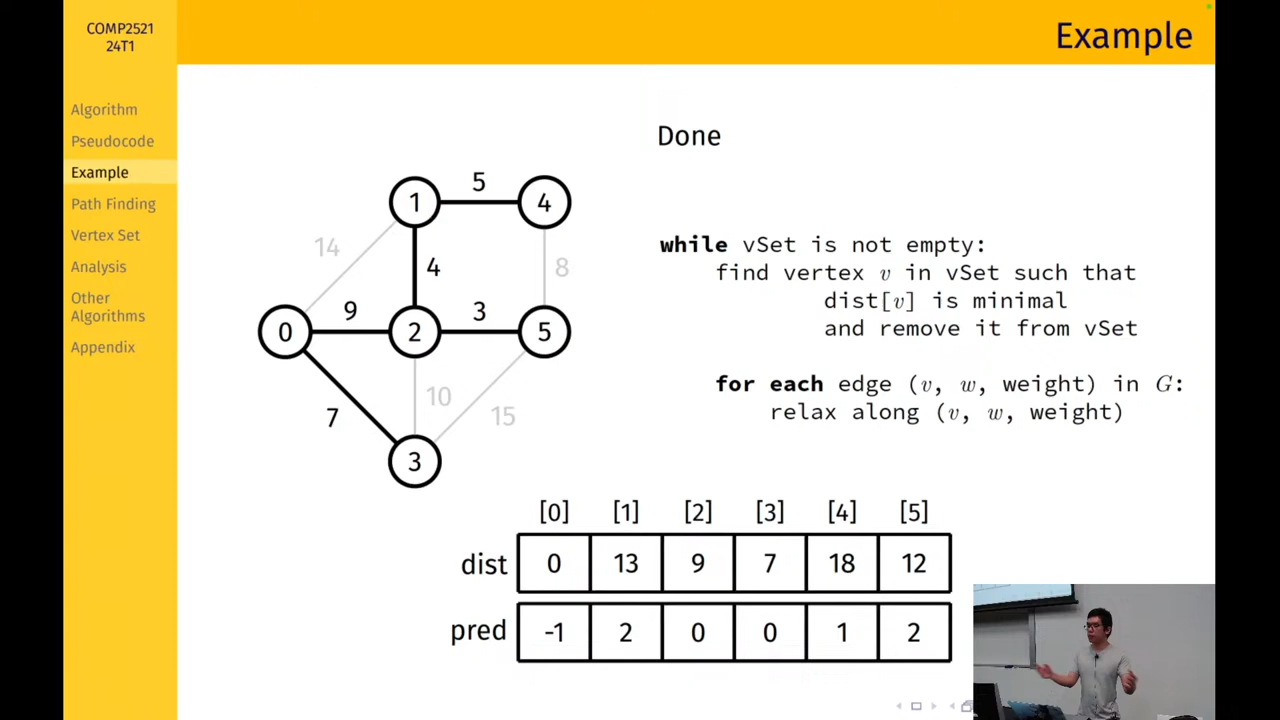 COMP2521
24T1
Example
Algorithm
Pseudocode
Example
Path Finding
Vertex Set
Analysis
Other
Algorithms
Appendix
Done
1
5
4
14
4
8
0
9
2
3
5
7
10
15
3
while vSet is not empty:
find vertex v in vSet such that
dist[v] is minimal
and remove it from vSet
for each edge (v, w, weight) in G:
relax along (v, w, weight)
[0] [1] [2] [3] [4] [5]
dist 0 13 9 7 18 12
pred -1 2 0 0 1 2